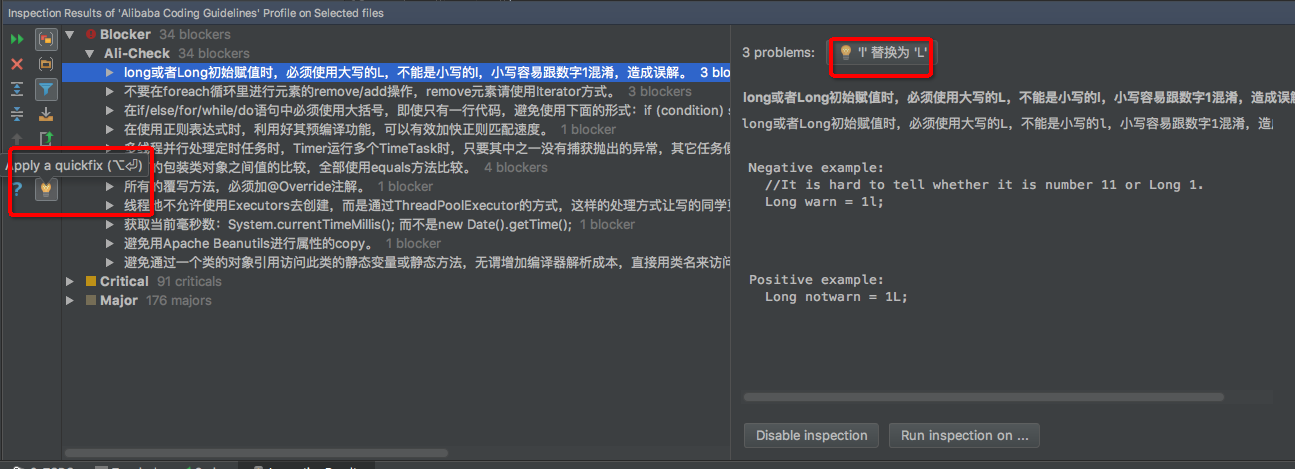 Inspection Results of 'Alibaba Coding Guidelines' Profile on Selected files
Blocker 34 blockers
Ali-Check 34 blockers
long或者Long初始赋值时，必须使用大写的L，不能是小写的l，小写容易跟数字1混淆，造成误解。 3 blo
不要在foreach循环里进行元素的remove/add操作，remove元素请使用Iterator方式。 3 blockers
在if/else/for/while/do语句中必须使用大括号，即使只有一行代码，避免使用下面的形式：if (condition) s
在使用正则表达式时，利用好其预编译功能，可以有效加快正则匹配速度。 1 blocker
多线程并行处理定时任务时，Timer运行多个TimeTask时，只要其中之一没有捕获抛出的异常，其它任务便
Apply a quickfix (⌥⏎)
的包装类对象之间值的比较，全部使用equals方法比较。 4 blockers
?
所有的覆写方法，必须加@Override注解。 1 blocker
线程池不允许使用Executors去创建，而是通过ThreadPoolExecutor的方式，这样的处理方式让写的同学更
获取当前毫秒数：System.currentTimeMillis(); 而不是new Date().getTime(); 1 blocker
避免用Apache Beanutils进行属性的copy。 1 blocker
避免通过一个类的对象引用访问此类的静态变量或静态方法，无谓增加编译器解析成本，直接用类名来访问
Critical 91 criticals
Major 176 majors
3 problems: 'l' 替换为 'L'
long或者Long初始赋值时，必须使用大写的L，不能是小写的l，小写容易跟数字1混淆，造成误解
long或者Long初始赋值时，必须使用大写的L，不能是小写的l，小写容易跟数字1混淆，造
Negative example:
//It is hard to tell whether it is number 11 or Long 1.
Long warn = 1l;
Positive example:
Long notwarn = 1L;
Disable inspection
Run inspection on ...